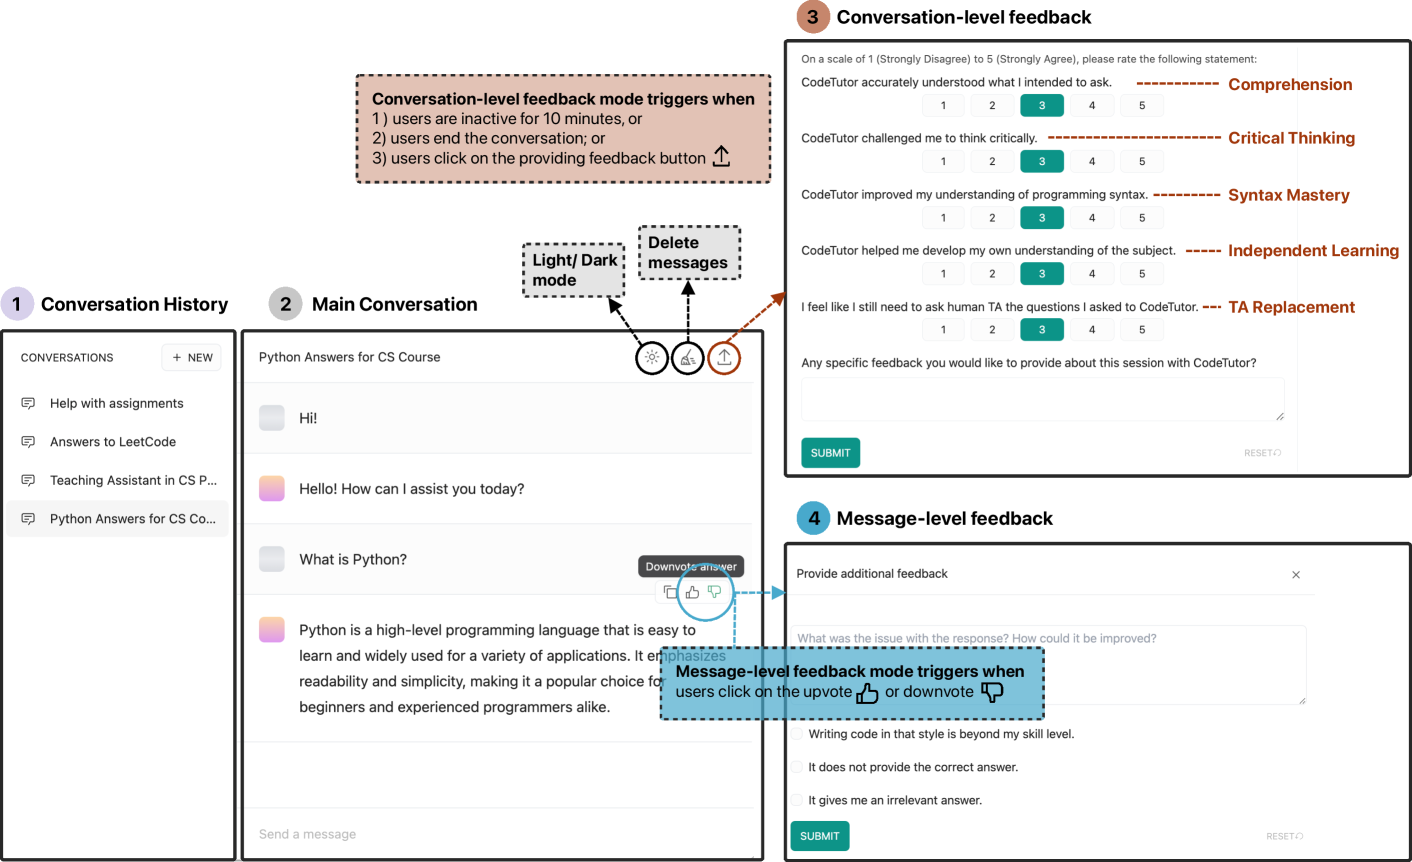 3 Conversation-level feedback
On a scale of 1 (Strongly Disagree) to 5 (Strongly Agree), please rate the following statement:
CodeTutor accurately understood what I intended to ask. Comprehension
1 2 3 4 5
CodeTutor challenged me to think critically. Critical Thinking
1 2 3 4 5
CodeTutor improved my understanding of programming syntax. Syntax Mastery
1 2 3 4 5
CodeTutor helped me develop my own understanding of the subject. Independent Learning
1 2 3 4 5
I feel like I still need to ask human TA the questions I asked to CodeTutor. TA Replacement
1 2 3 4 5
Any specific feedback you would like to provide about this session with CodeTutor?
SUBMIT
RESET
Conversation-level feedback mode triggers when
1 ) users are inactive for 10 minutes, or
2) users end the conversation; or
3) users click on the providing feedback button
Light/ Dark
mode
Delete
messages
1 Conversation History
CONVERSATIONS
+ NEW
Help with assignments
Answers to LeetCode
Teaching Assistant in CS P...
Python Answers for CS Co...
2 Main Conversation
Python Answers for CS Course
Hi!
Hello! How can I assist you today?
What is Python?
Downvote answer
Python is a high-level programming language that is easy to
learn and widely used for a variety of applications. It emphasizes
readability and simplicity, making it a popular choice for
beginners and experienced programmers alike.
Send a message
Message-level feedback mode triggers when
users click on the upvote or downvote
4 Message-level feedback
Provide additional feedback
What was the issue with the response? How could it be improved?
Writing code in that style is beyond my skill level.
It does not provide the correct answer.
It gives me an irrelevant answer.
SUBMIT
RESET